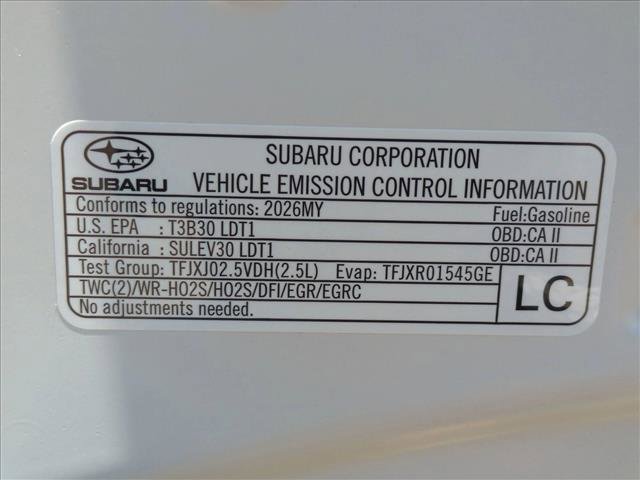 SUBARU
SUBARU CORPORATION
VEHICLE EMISSION CONTROL INFORMATION
Conforms to regulations: 2026MY Fuel:Gasoline
U.S. EPA : T3B30 LDT1 OBD:CA II
California : SULEV30 LDT1 OBD:CA II
Test Group: TFJXJ02.5VDH(2.5L) Evap: TFJXR01545GE
TWC(2)/WR-HO2S/HO2S/DFI/EGR/EGRC
No adjustments needed.
LC